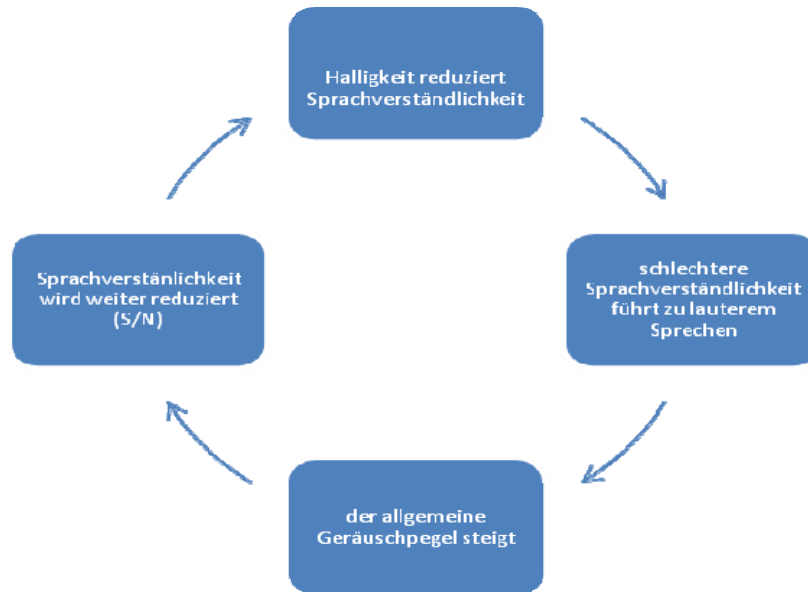 Halligkeit reduziert
Sprachverständlichkeit
schlechtere
Sprachverständlichkeit
führt zu lauterem
Sprechen
der allgemeine
Geräuschpegel steigt
Sprachverstänlichkeit
wird weiter reduziert
(S/N)